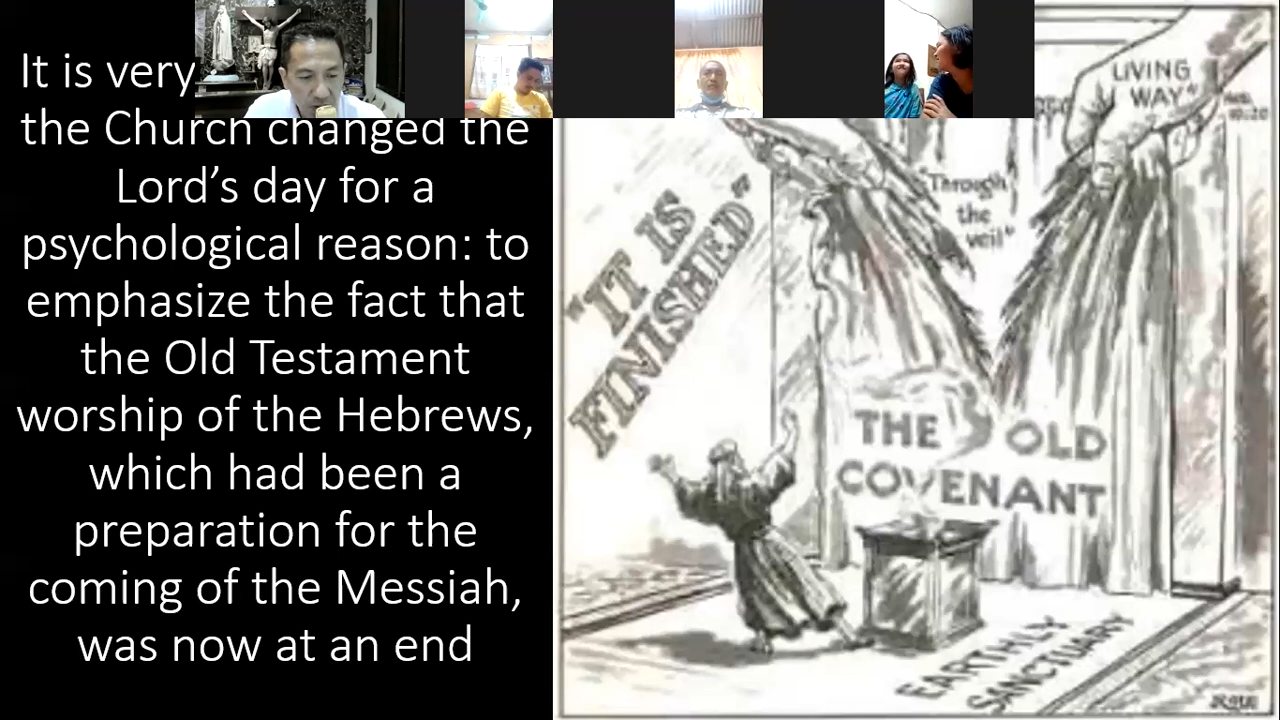 It is very
the Church changed the
Lord’s day for a
psychological reason: to
emphasize the fact that
the Old Testament
worship of the Hebrews,
which had been a
preparation for the
coming of the Messiah,
was now at an end
LIVING
WAY"
"Through
the
veil"
"IT IS
FINISHED"
THE OLD
COVENANT
EARTHLY
SANCTUARY